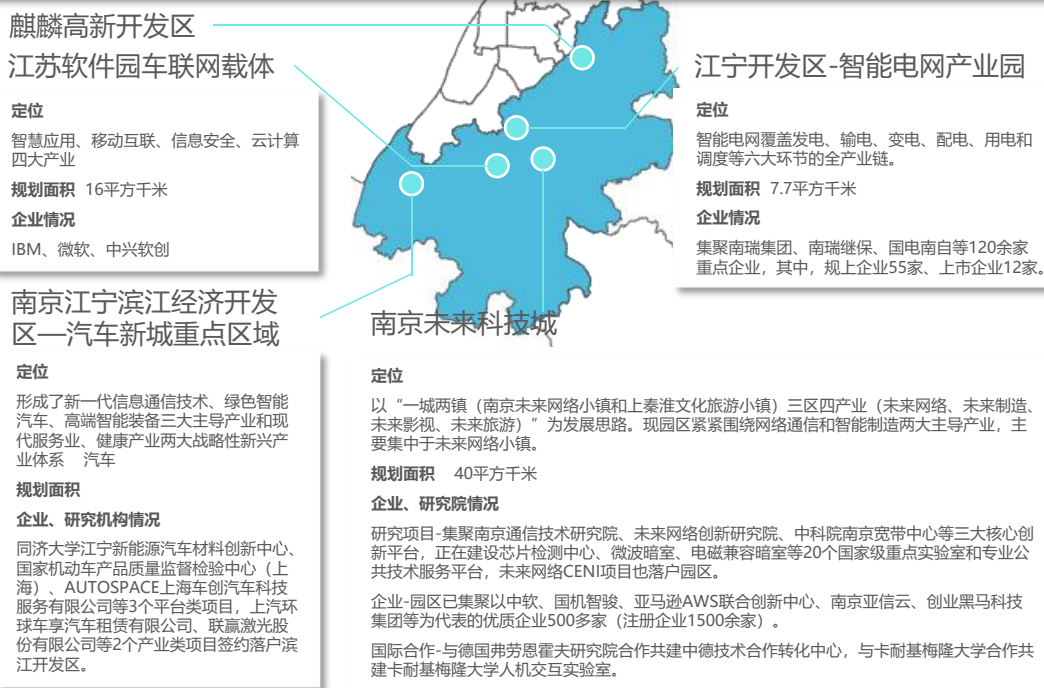 麒麟高新开发区
江苏软件园车联网载体
定位
智慧应用、移动互联、信息安全、云计算
四大产业
规划面积 16平方千米
企业情况
IBM、微软、中兴软创
江宁开发区-智能电网产业园
定位
智能电网覆盖发电、输电、变电、配电、用电和
调度等六大环节的全产业链。
规划面积 7.7平方千米
企业情况
集聚南瑞集团、南瑞继保、国电南自等120余家
重点企业，其中，规上企业55家、上市企业12家。
南京江宁滨江经济开发
区—汽车新城重点区域
定位
形成了新一代信息通信技术、绿色智能
汽车、高端智能装备三大主导产业和现
代服务业、健康产业两大战略性新兴产
业体系 汽车
规划面积
企业、研究机构情况
同济大学江宁新能源汽车材料创新中心、
国家机动车产品质量监督检验中心（上
海）、AUTOSPACE上海车创汽车科技
服务有限公司等3个平台类项目，上汽环
球车享汽车租赁有限公司、联赢激光股
份有限公司等2个产业类项目签约落户滨
江开发区。
南京未来科技城
定位
以“一城两镇（南京未来网络小镇和上秦淮文化旅游小镇）三区四产业（未来网络、未来制造、
未来影视、未来旅游）”为发展思路。现园区紧紧围绕网络通信和智能制造两大主导产业，主
要集中于未来网络小镇。
规划面积 40平方千米
企业、研究院情况
研究项目-集聚南京通信技术研究院、未来网络创新研究院、中科院南京宽带中心等三大核心创
新平台，正在建设芯片检测中心、微波暗室、电磁兼容暗室等20个国家级重点实验室和专业公
共技术服务平台，未来网络CENI项目也落户园区。
企业-园区已集聚以中软、国机智骏、亚马逊AWS联合创新中心、南京亚信云、创业黑马科技
集团等为代表的优质企业500多家（注册企业1500余家）。
国际合作-与德国弗劳恩霍夫研究院合作共建中德技术合作转化中心，与卡耐基梅隆大学合作共
建卡耐基梅隆大学人机交互实验室。